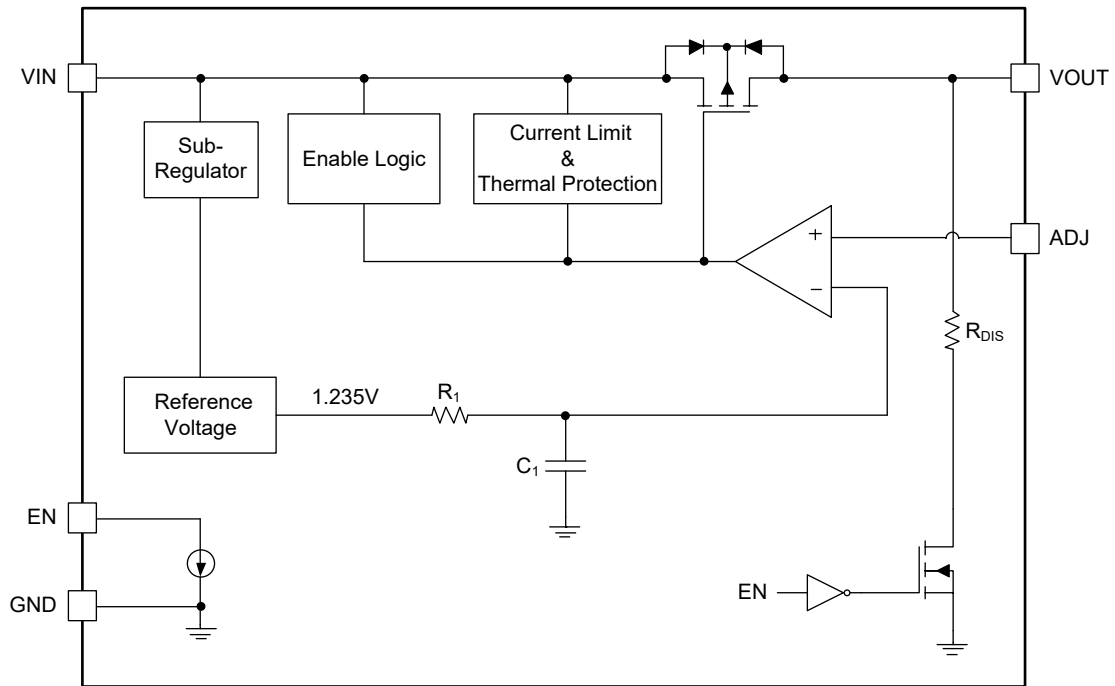 VIN
VOUT
Sub-
Regulator
Enable Logic
Current Limit
&
Thermal Protection
+
−
ADJ
R_DIS
Reference
Voltage
1.235V
R₁
C₁
EN
GND
EN